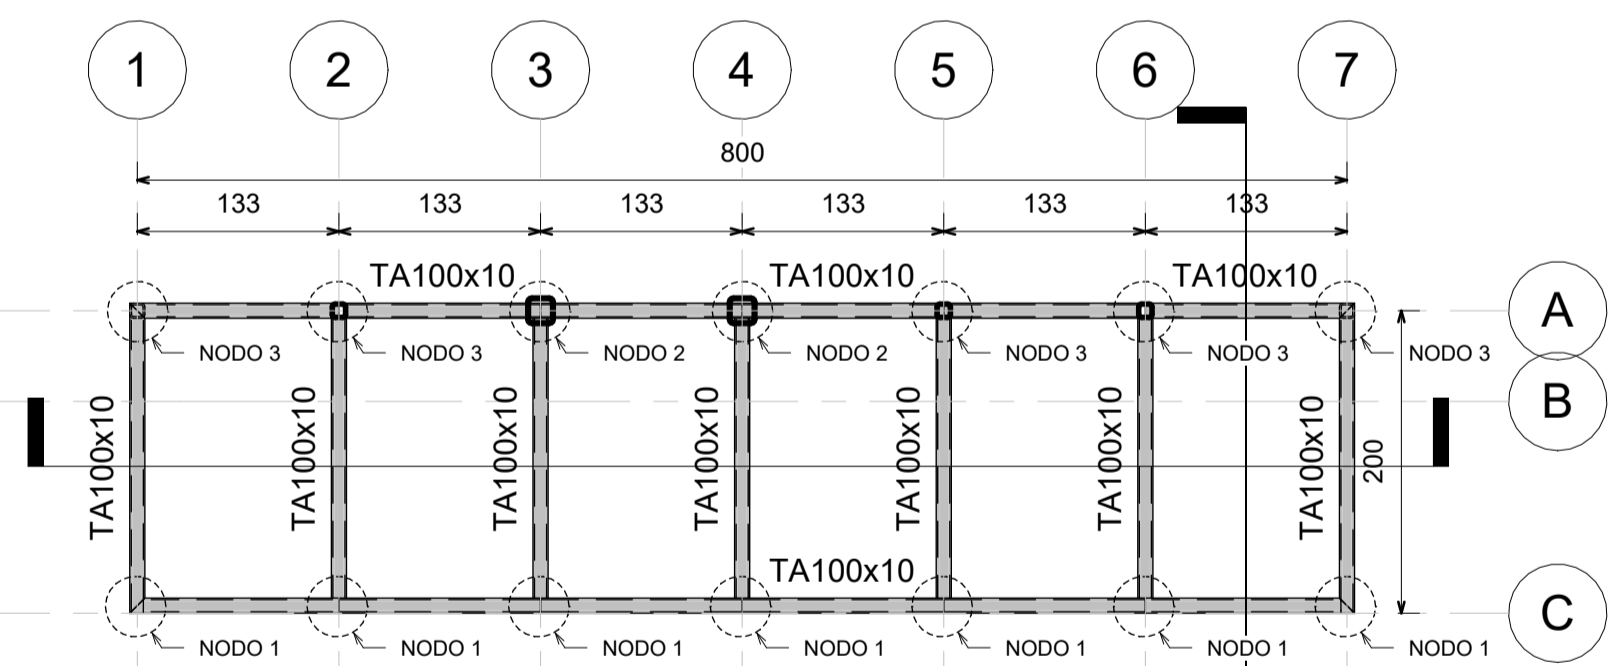 1 2 3 4 5 6 7
800
133 133 133 133 133 133
TA100x10 TA100x10 TA100x10
A
NODO 3 NODO 3 NODO 2 NODO 2 NODO 3 NODO 3 NODO 3
B
TA100x10 TA100x10 TA100x10 TA100x10 TA100x10 TA100x10 TA100x10
200
TA100x10
C
NODO 1 NODO 1 NODO 1 NODO 1 NODO 1 NODO 1 NODO 1